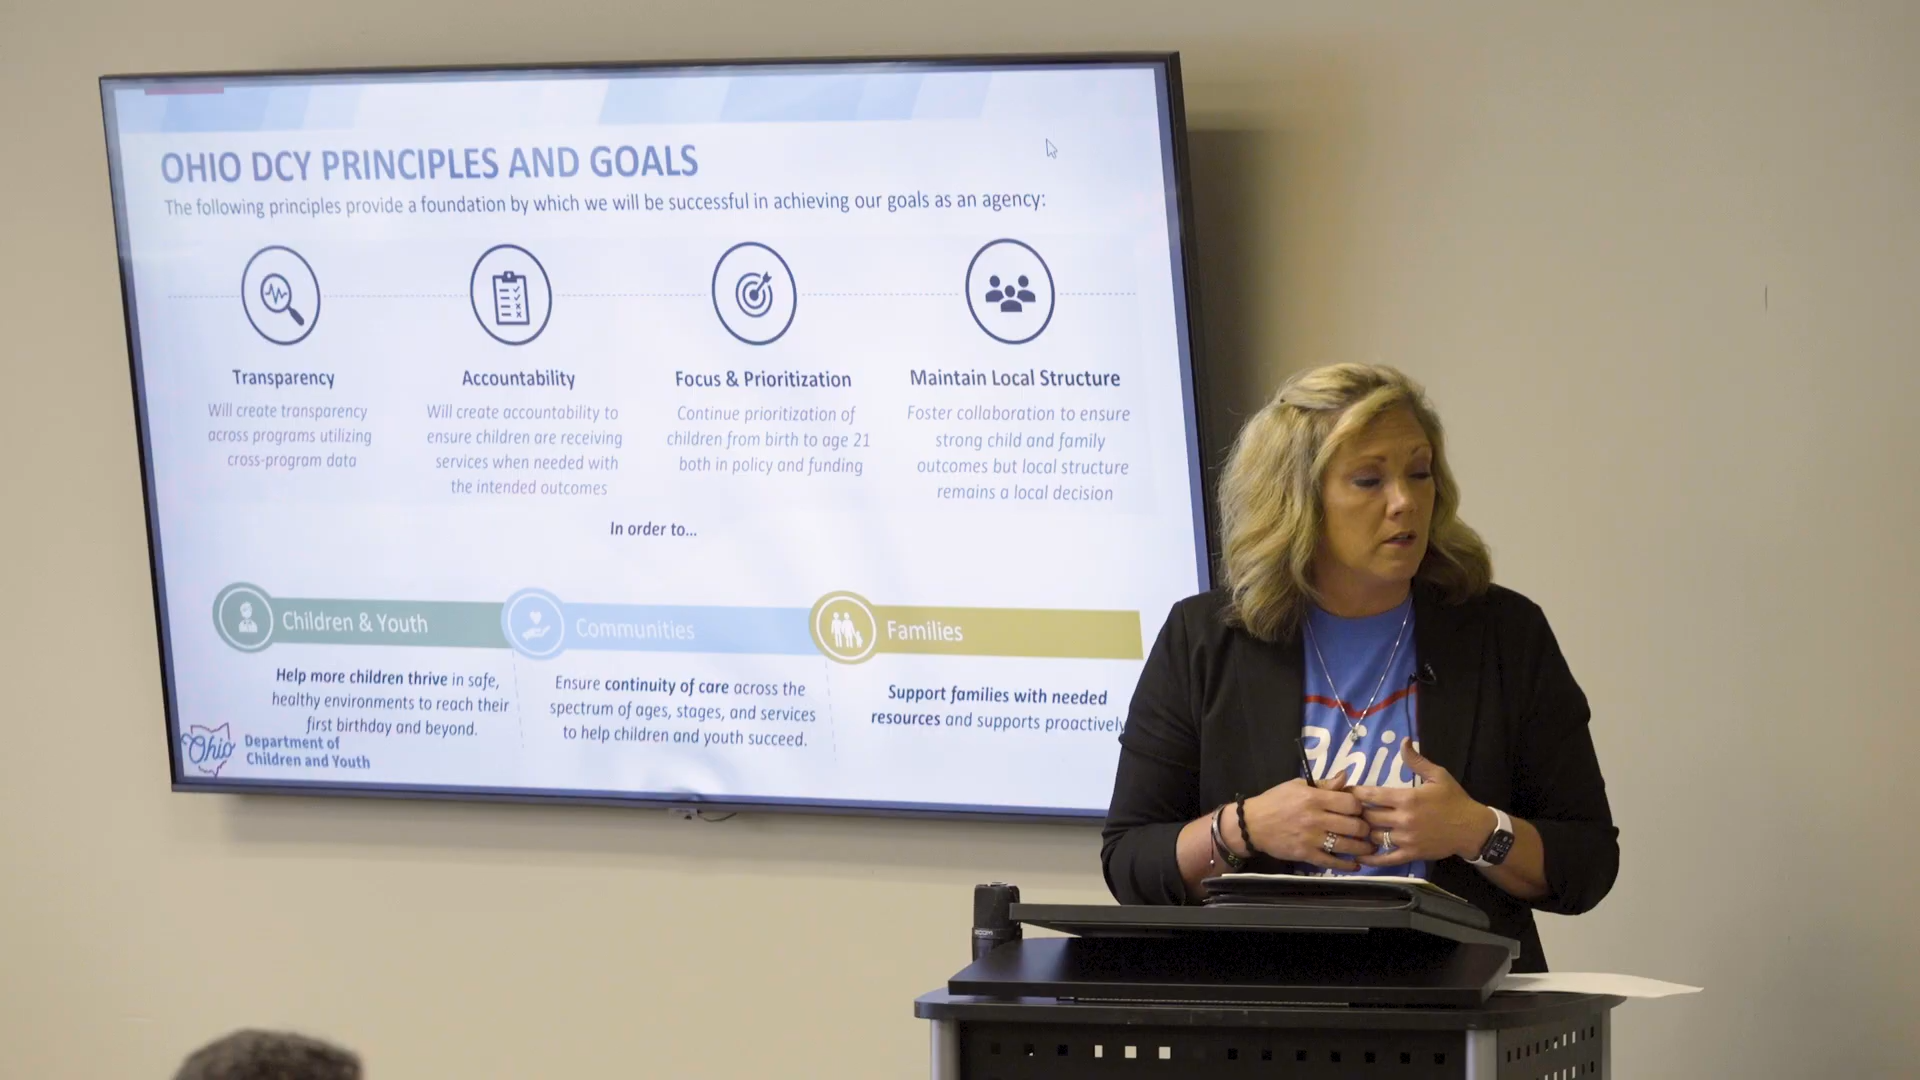 OHIO DCY PRINCIPLES AND GOALS
The following principles provide a foundation by which we will be successful in achieving our goals as an agency:
Transparency
Will create transparency
across programs utilizing
cross-program data
Accountability
Will create accountability to
ensure children are receiving
services when needed with
the intended outcomes
Focus & Prioritization
Continue prioritization of
children from birth to age 21
both in policy and funding
Maintain Local Structure
Foster collaboration to ensure
strong child and family
outcomes but local structure
remains a local decision
In order to...
Children & Youth
Help more children thrive in safe,
healthy environments to reach their
first birthday and beyond.
Communities
Ensure continuity of care across the
spectrum of ages, stages, and services
to help children and youth succeed.
Families
Support families with needed
resources and supports proactively
Ohio
Department of
Children and Youth
Ohio
zoom